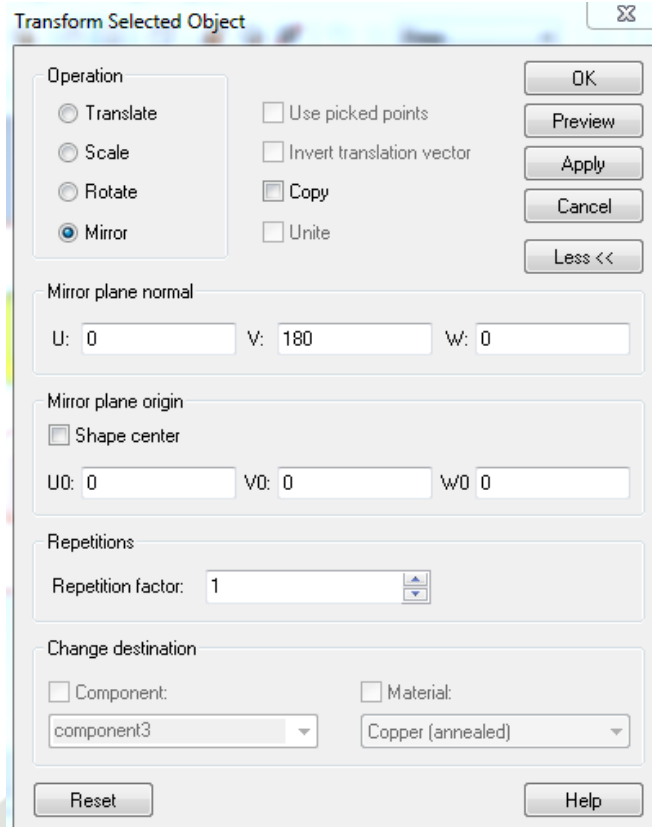 Transform Selected Object
Operation
Translate
Scale
Rotate
Mirror
Use picked points
Invert translation vector
Copy
Unite
OK
Preview
Apply
Cancel
Less <<
Mirror plane normal
U: 0 V: 180 W: 0
Mirror plane origin
Shape center
U0: 0 V0: 0 W0 0
Repetitions
Repetition factor: 1
Change destination
Component: Material:
component3 Copper (annealed)
Reset Help